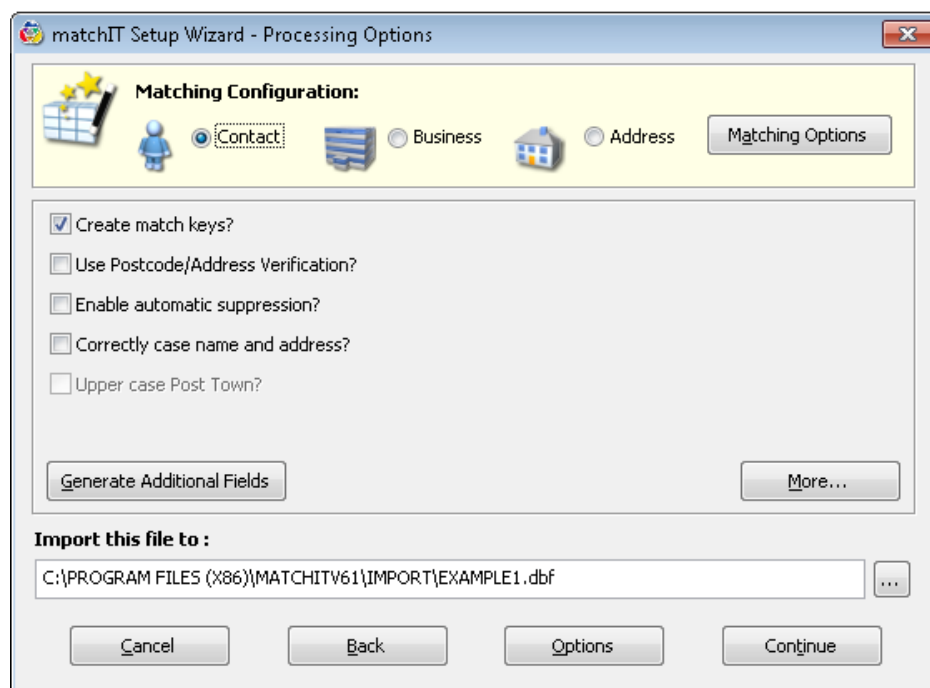 matchIT Setup Wizard - Processing Options
Matching Configuration:
Contact Business Address Matching Options
Create match keys?
Use Postcode/Address Verification?
Enable automatic suppression?
Correctly case name and address?
Upper case Post Town?
Generate Additional Fields More...
Import this file to :
C:\PROGRAM FILES (X86)\MATCHITV61\IMPORT\EXAMPLE1.dbf ...
Cancel Back Options Continue